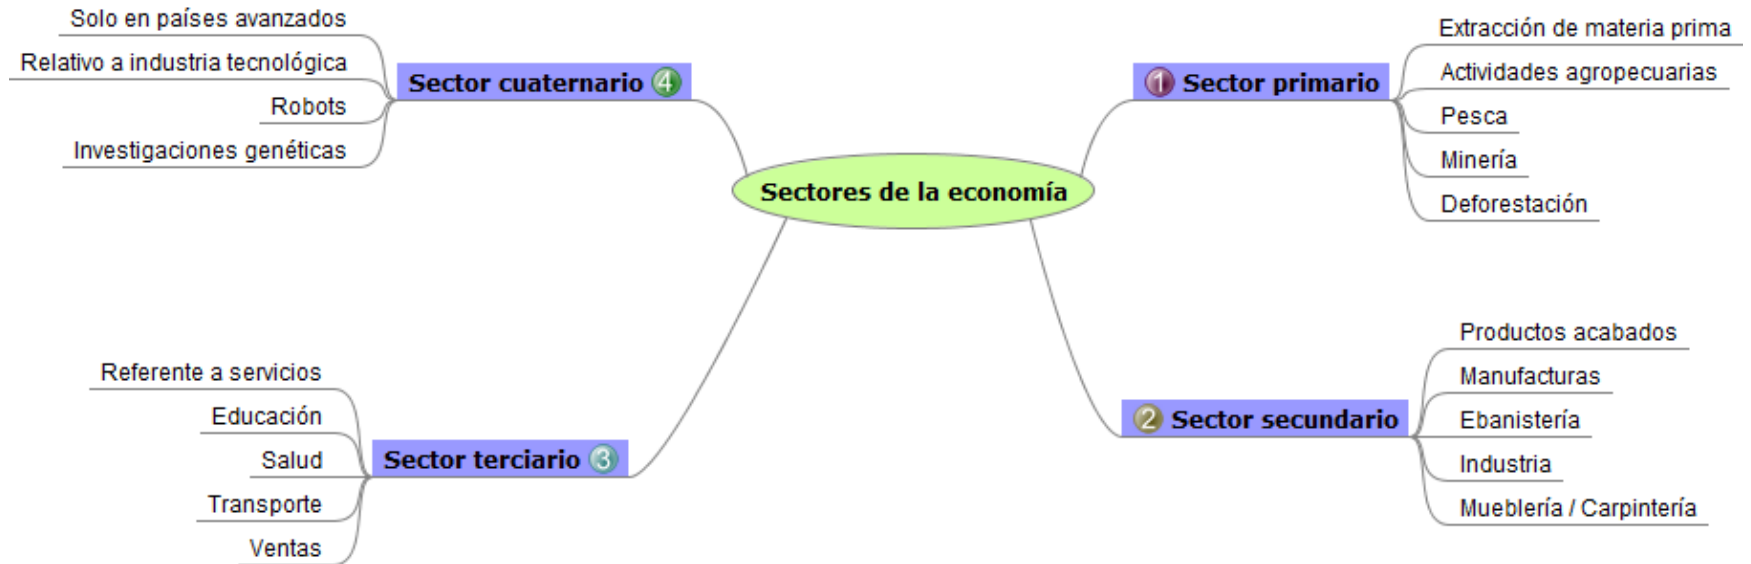 Sectores de la economía
1 Sector primario
Extracción de materia prima
Actividades agropecuarias
Pesca
Minería
Deforestación
2 Sector secundario
Productos acabados
Manufacturas
Ebanistería
Industria
Mueblería / Carpintería
Sector terciario 3
Referente a servicios
Educación
Salud
Transporte
Ventas
Sector cuaternario 4
Solo en países avanzados
Relativo a industria tecnológica
Robots
Investigaciones genéticas